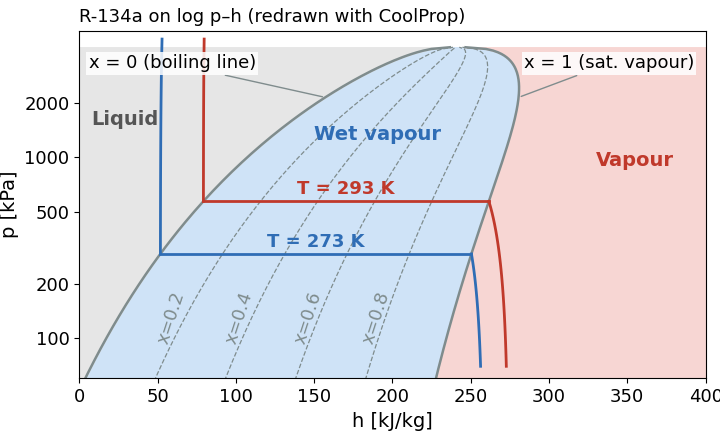 R-134a on log p–h (redrawn with CoolProp)
x = 0 (boiling line)
x = 1 (sat. vapour)
Liquid
Wet vapour
Vapour
T = 293 K
T = 273 K
x=0.2
x=0.4
x=0.6
x=0.8
p [kPa]
2000
1000
500
200
100
0 50 100 150 200 250 300 350 400
h [kJ/kg]